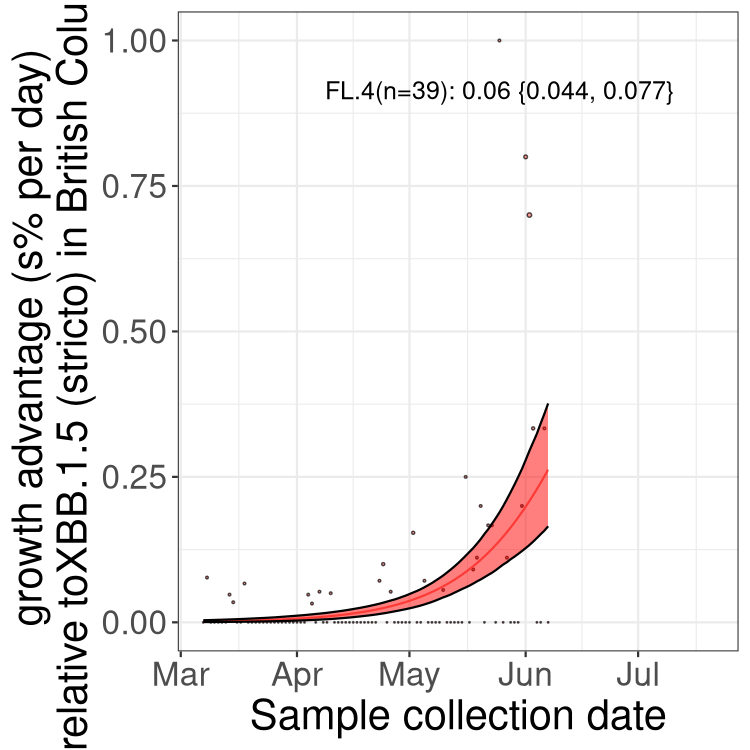 growth advantage (s% per day)
relative toXBB.1.5 (stricto) in British Colu
1.00
0.75
0.50
0.25
0.00
FL.4(n=39): 0.06 {0.044, 0.077}
Mar Apr May Jun Jul
Sample collection date